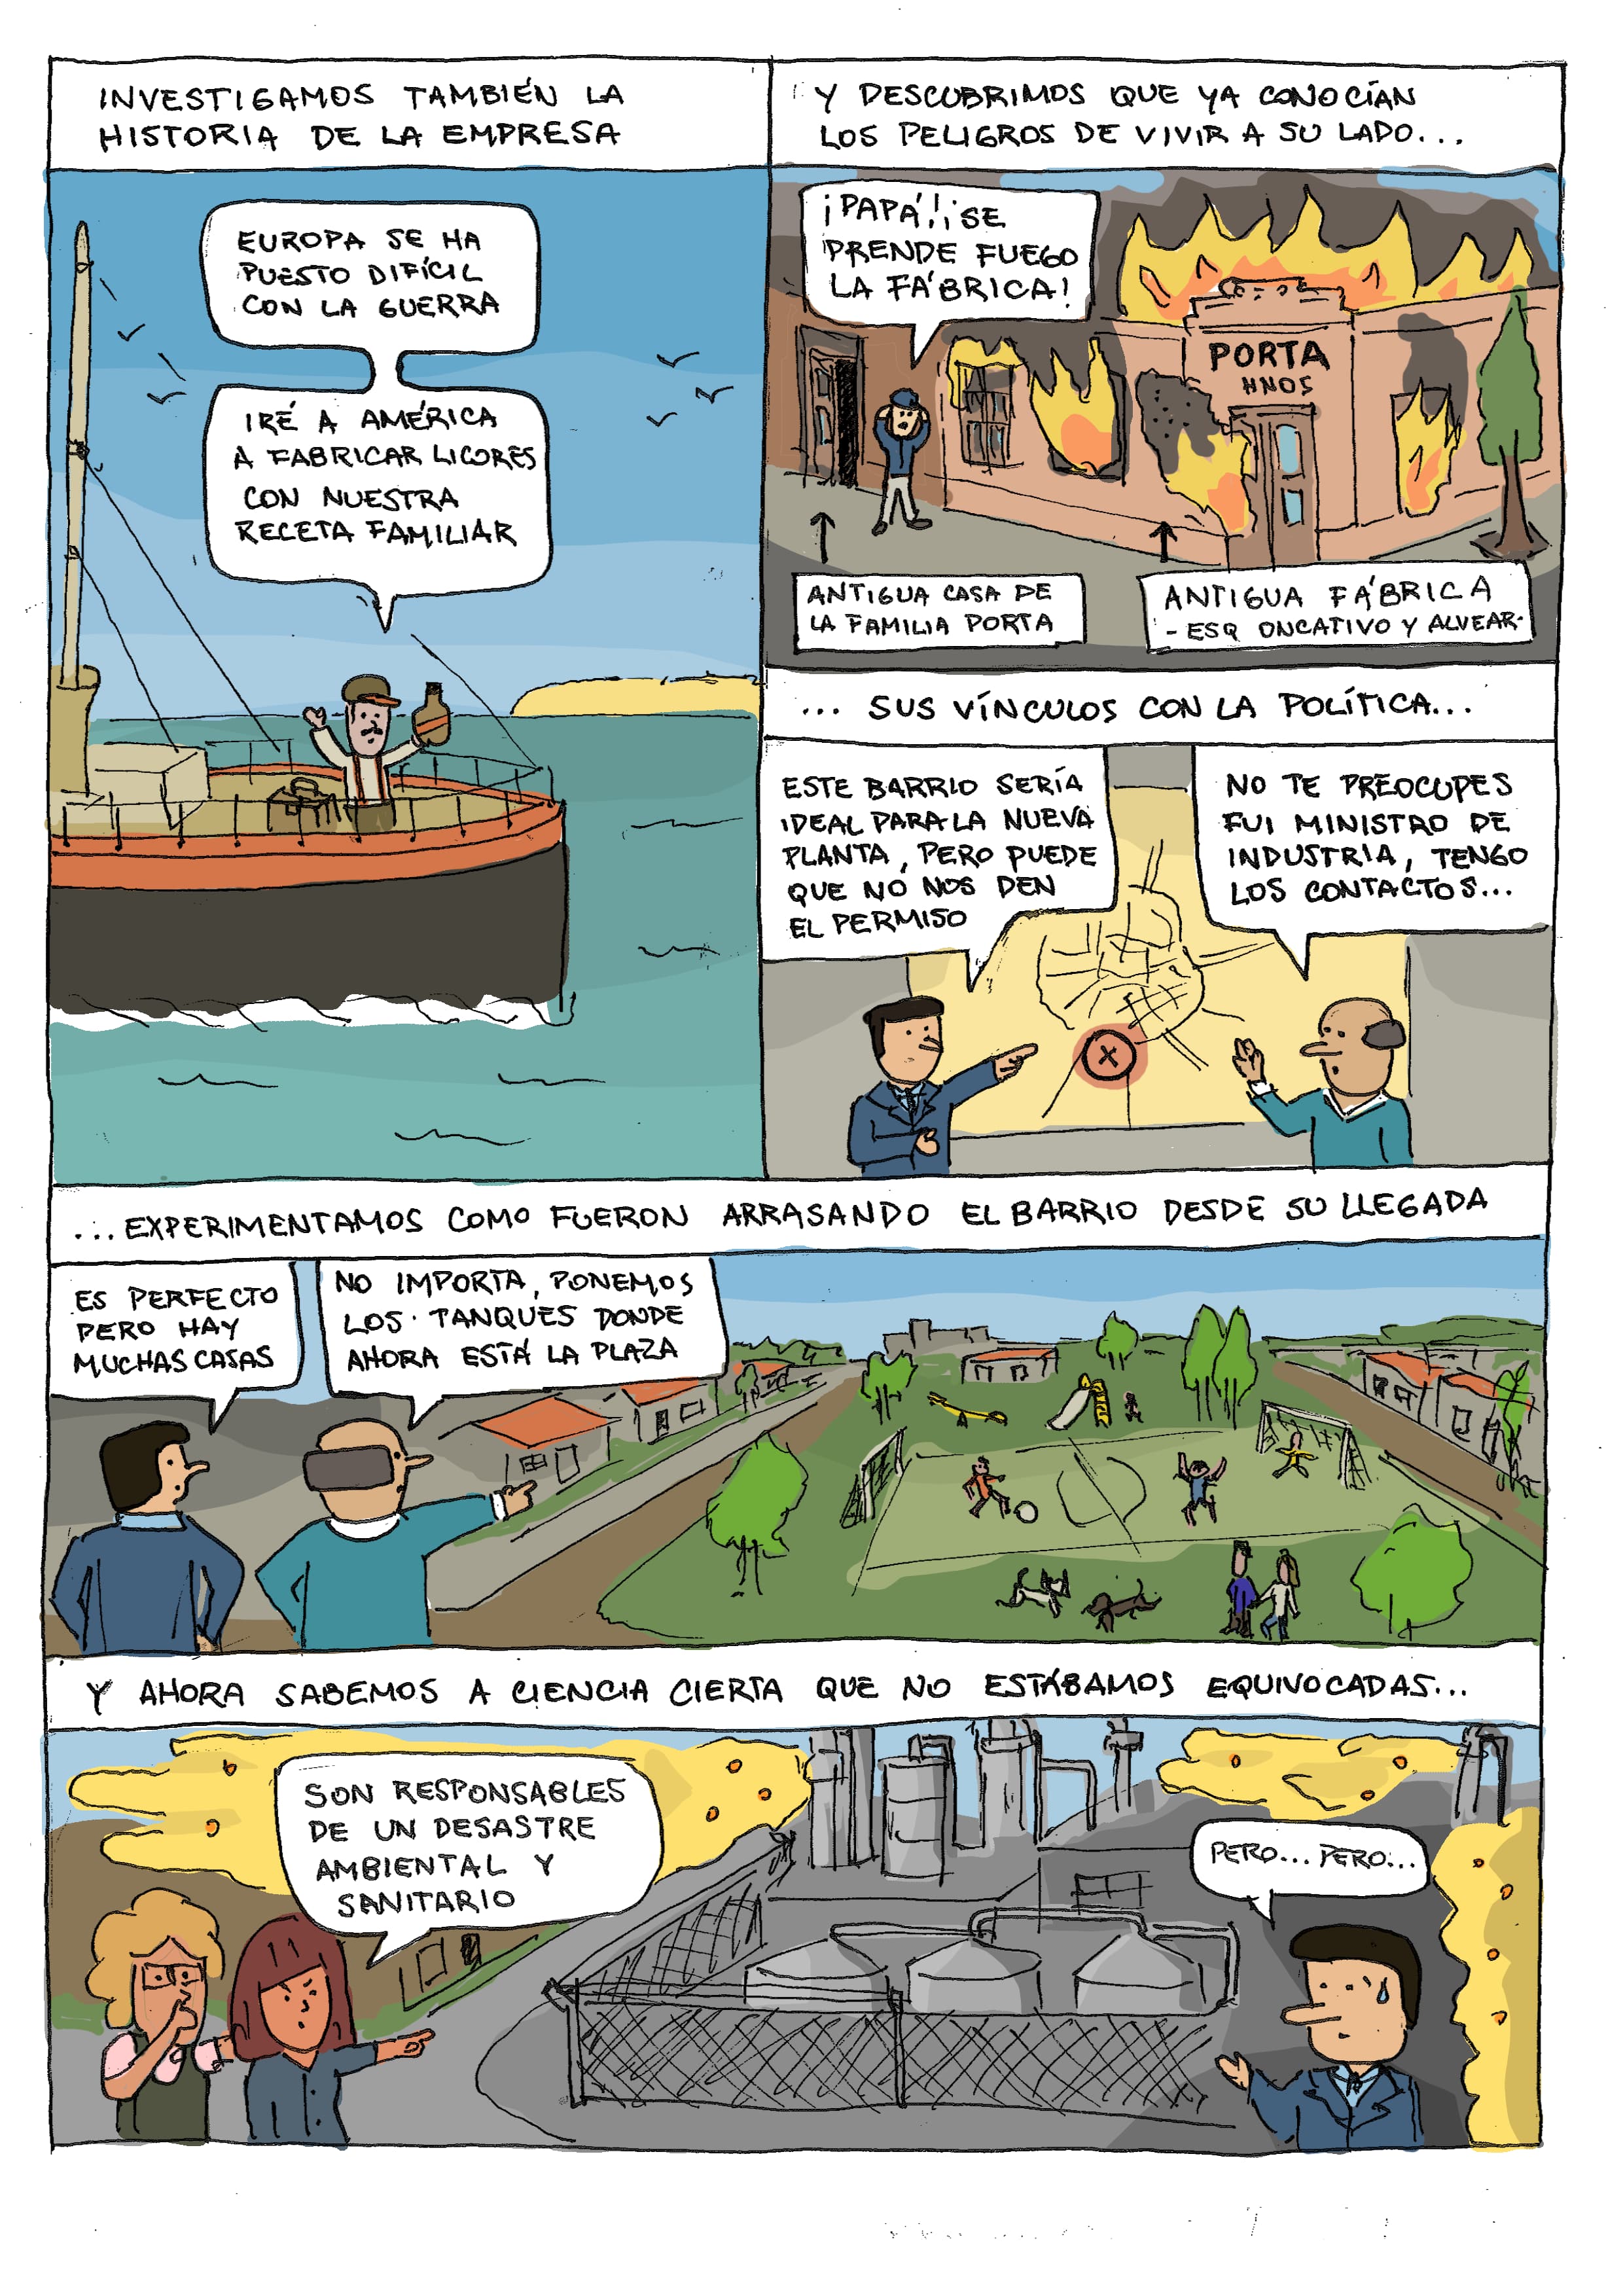 INVESTIGAMOS TAMBIÉN LA
HISTORIA DE LA EMPRESA
EUROPA SE HA
PUESTO DIFÍCIL
CON LA GUERRA
IRÉ A AMÉRICA
A FABRICAR LICORES
CON NUESTRA
RECETA FAMILIAR
Y DESCUBRIMOS QUE YA CONOCÍAN
LOS PELIGROS DE VIVIR A SU LADO...
¡PAPÁ! ¡SE
PRENDE FUEGO
LA FÁBRICA!
PORTA
HNOS
ANTIGUA CASA DE
LA FAMILIA PORTA
ANTIGUA FÁBRICA
- ESQ ONCATIVO Y ALVEAR-
... SUS VÍNCULOS CON LA POLÍTICA...
ESTE BARRIO SERÍA
IDEAL PARA LA NUEVA
PLANTA, PERO PUEDE
QUE NO NOS DEN
EL PERMISO
NO TE PREOCUPES
FUI MINISTRO DE
INDUSTRIA, TENGO
LOS CONTACTOS...
X
...EXPERIMENTAMOS COMO FUERON ARRASANDO EL BARRIO DESDE SU LLEGADA
ES PERFECTO
PERO HAY
MUCHAS CASAS
NO IMPORTA, PONEMOS
LOS TANQUES DONDE
AHORA ESTÁ LA PLAZA
Y AHORA SABEMOS A CIENCIA CIERTA QUE NO ESTÁBAMOS EQUIVOCADAS...
SON RESPONSABLES
DE UN DESASTRE
AMBIENTAL Y
SANITARIO
PERO... PERO...